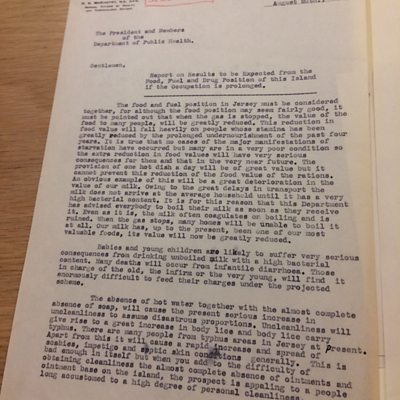 August
The President and Members
of the
Department of Public Health.
Gentlemen,
Report on Results to be Expected from the
Food, Fuel and Drug Position of this Island
if the Occupation is prolonged.
The food and fuel position in Jersey must be considered
together, for although the food position may seem fairly good, it
must be pointed out that when the gas is stopped, the value of the
food to many people, will be greatly reduced. This reduction in
food value will fall heavily on people whose stamina has been
greatly reduced by the prolonged undernourishment of the past four
years. It is true that no cases of the major manifestations of
starvation have occurred but many are in a very poor condition so
the extra reduction in food values will have very serious
consequences for them and that in the very near future. The
provision of one hot dish a day will be of great value but it
cannot prevent this reduction of the food value of the rations.
An obvious example of this will be a great deterioration in the
value of our milk. Owing to the great delays in transport the
milk does not arrive at the average household until it has a very
high bacterial content. It is for this reason that this Department
has advised everybody to boil their milk as soon as they receive
it. Even as it is, the milk often coagulates on boiling and is
ruined, when the gas stops, many homes will be unable to boil it
at all. Our milk has, up to the present, been one of our most
valuable foods, its value will now be greatly reduced.
Babies and young children are likely to suffer very serious
consequences from drinking unboiled milk with a high bacterial
content. Many deaths will occur from infantile diarrhoea. Those
in charge of the old, the infirm or the very young, will find it
enormously difficult to feed their charges under the projected
scheme.
The absence of hot water together with the almost complete
absence of soap, will cause the present serious increase in
uncleanliness to assume disastrous proportions. Uncleanliness will
give rise to a great increase in body lice and body lice carry
typhus. There are many people from typhus areas in Jersey at present.
Apart from this it will cause a rapid increase and spread of
scabies, impetigo and septic skin conditions generally. This is
bad enough in itself but when you add to the difficulty of
obtaining cleanliness the almost complete absence of ointments and
ointment base on the island, the prospect is appaling to a people
long accustomed to a high degree of personal cleanliness.